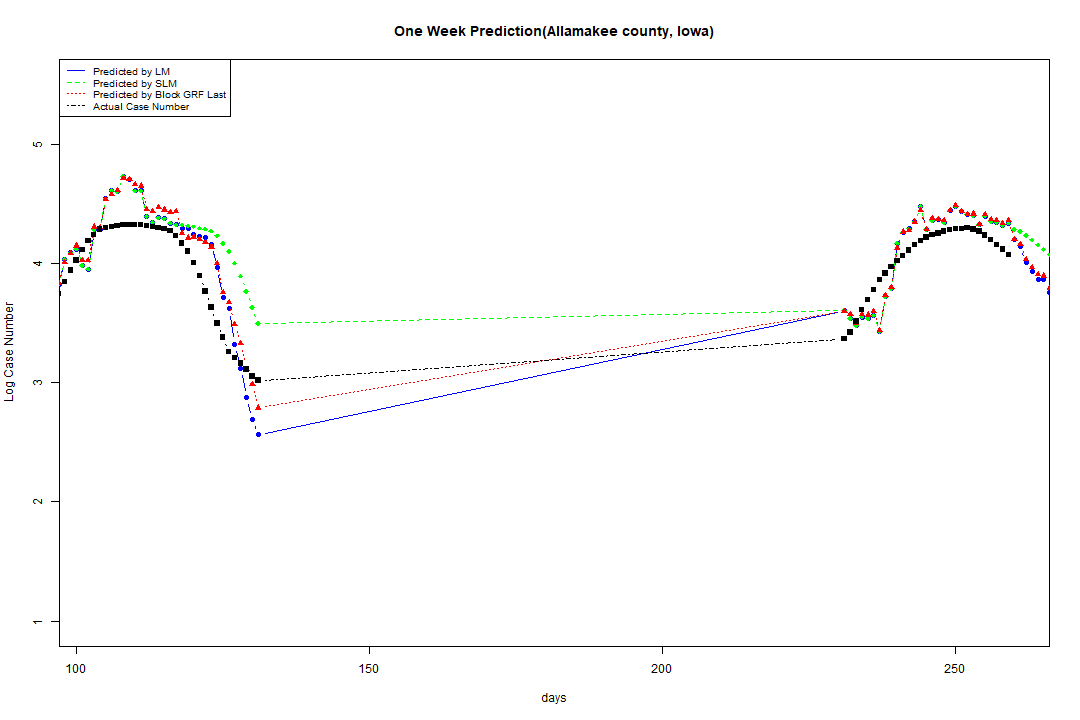 One Week Prediction(Allamakee county, Iowa)
Predicted by LM
Predicted by SLM
Predicted by Block GRF Last
Actual Case Number
5
4
3
2
1
Log Case Number
100
150
200
250
days